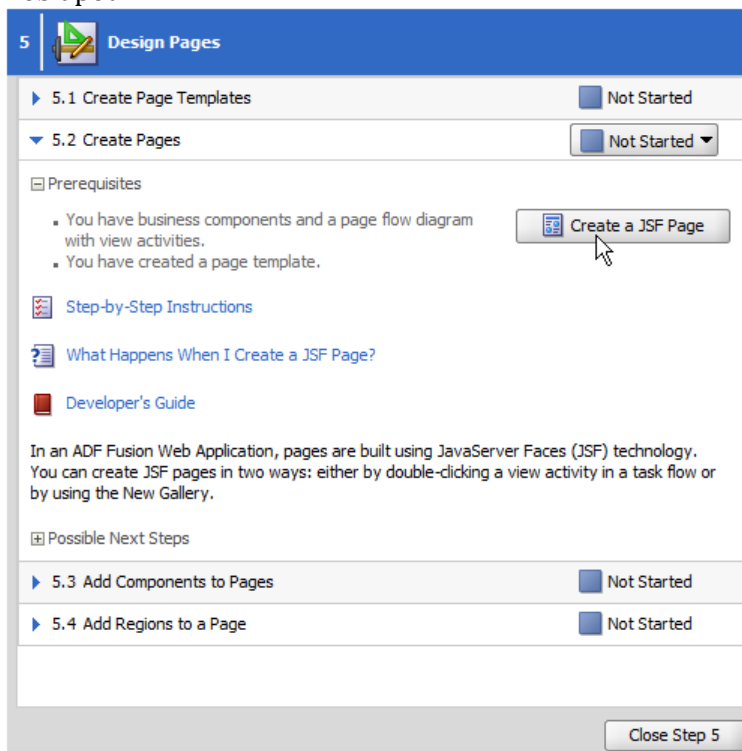 5 Design Pages
5.1 Create Page Templates Not Started
5.2 Create Pages Not Started
Prerequisites
You have business components and a page flow diagram
with view activities.
Create a JSF Page
You have created a page template.
Step-by-Step Instructions
What Happens When I Create a JSF Page?
Developer's Guide
In an ADF Fusion Web Application, pages are built using JavaServer Faces (JSF) technology.
You can create JSF pages in two ways: either by double-clicking a view activity in a task flow or
by using the New Gallery.
Possible Next Steps
5.3 Add Components to Pages Not Started
5.4 Add Regions to a Page Not Started
Close Step 5